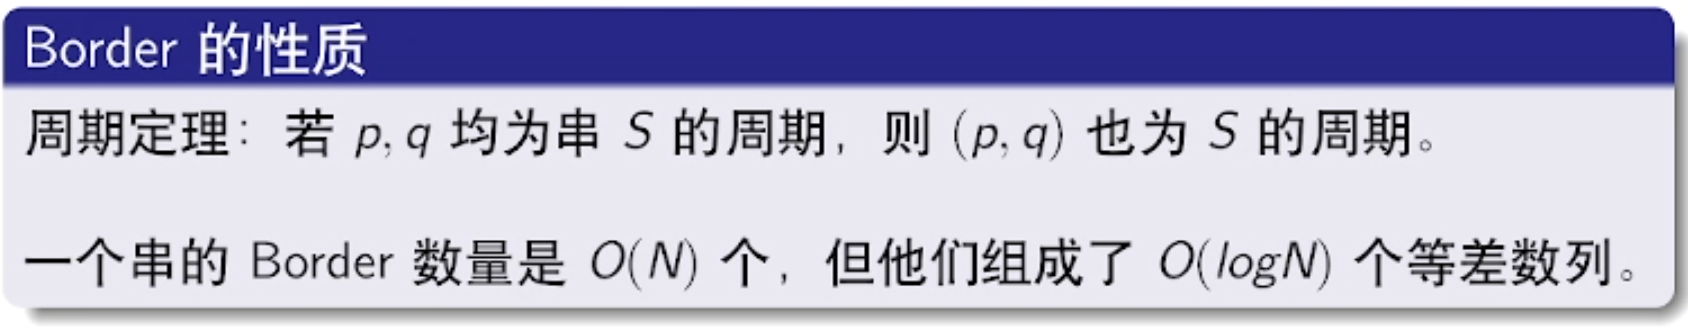 Border 的性质
周期定理：若 p, q 均为串 S 的周期，则 (p, q) 也为 S 的周期。
一个串的 Border 数量是 O(N) 个，但他们组成了 O(logN) 个等差数列。